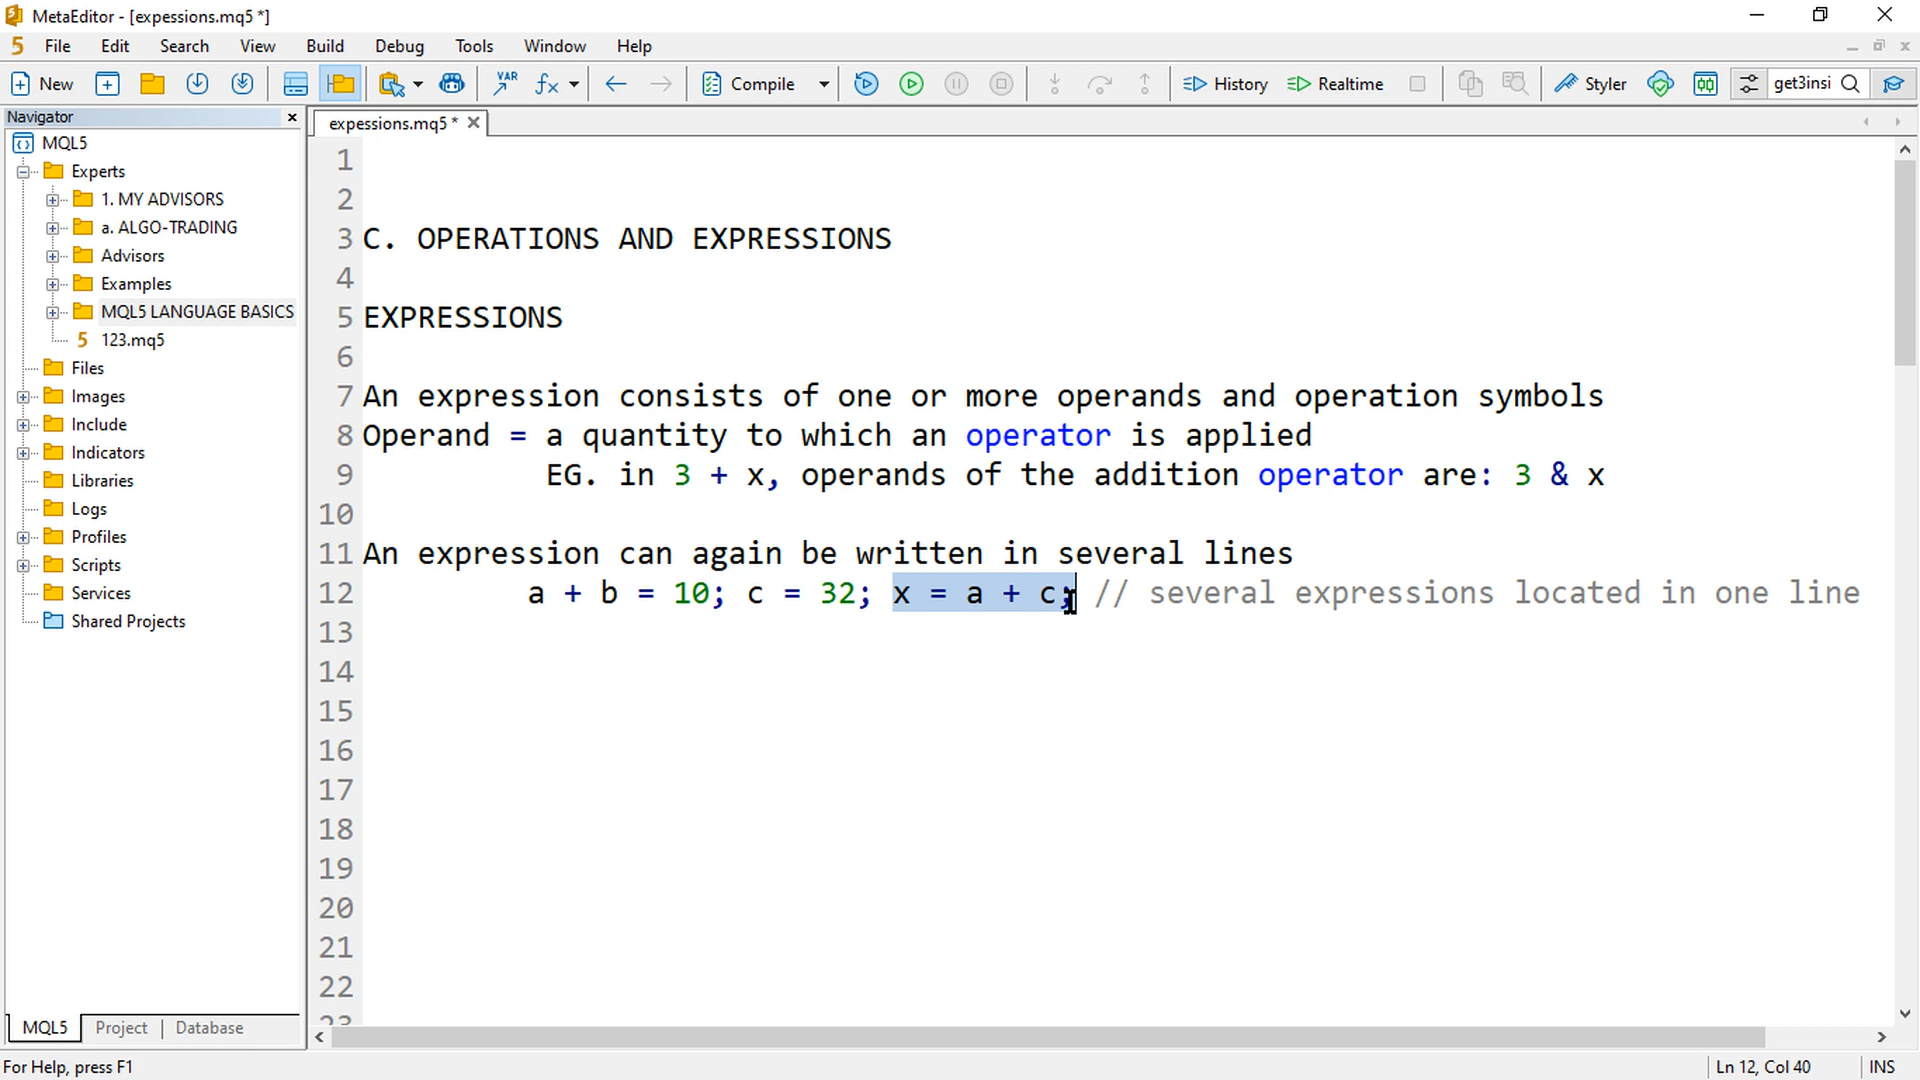 MetaEditor - [expessions.mq5 *]
5 File Edit Search View Build Debug Tools Window Help
New VAR fx Compile History Realtime Styler get3insi
Navigator
expessions.mq5 *
MQL5
Experts
1. MY ADVISORS
a. ALGO-TRADING
Advisors
Examples
MQL5 LANGUAGE BASICS
5 123.mq5
Files
Images
Include
Indicators
Libraries
Logs
Profiles
Scripts
Services
Shared Projects
1
2
3 C. OPERATIONS AND EXPRESSIONS
4
5 EXPRESSIONS
6
7 An expression consists of one or more operands and operation symbols
8 Operand = a quantity to which an operator is applied
9 EG. in 3 + x, operands of the addition operator are: 3 & x
10
11 An expression can again be written in several lines
12 a + b = 10; c = 32; x = a + c; // several expressions located in one line
13
14
15
16
17
18
19
20
21
22
23
MQL5 Project Database
For Help, press F1 Ln 12, Col 40 INS